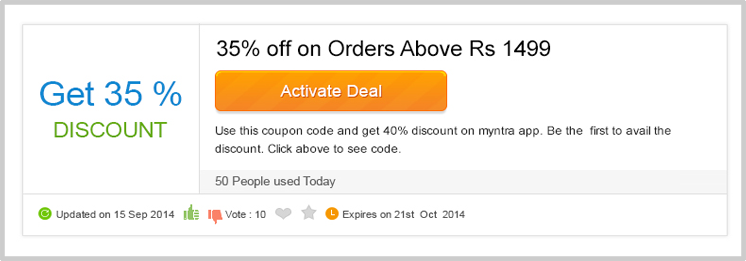 Get 35 %
DISCOUNT
35% off on Orders Above Rs 1499
Activate Deal
Use this coupon code and get 40% discount on myntra app. Be the first to avail the
discount. Click above to see code.
50 People used Today
Updated on 15 Sep 2014 Vote : 10 Expires on 21st Oct 2014